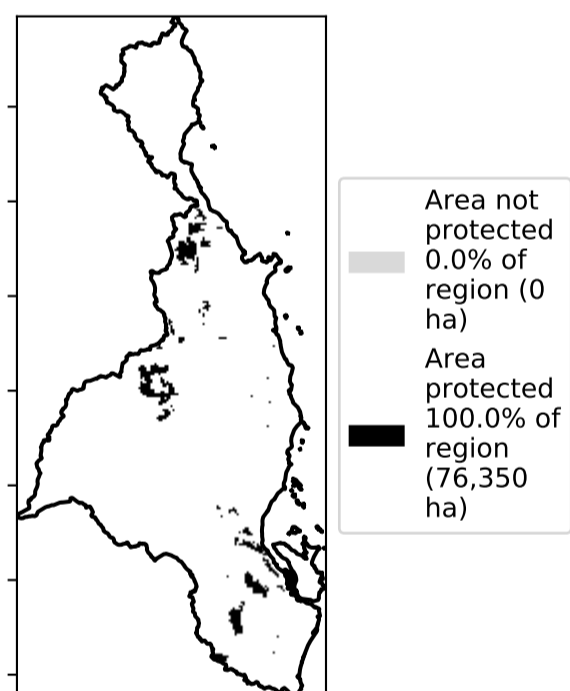 Area not
protected
0.0% of
region (0
ha)
Area
protected
100.0% of
region
(76,350
ha)